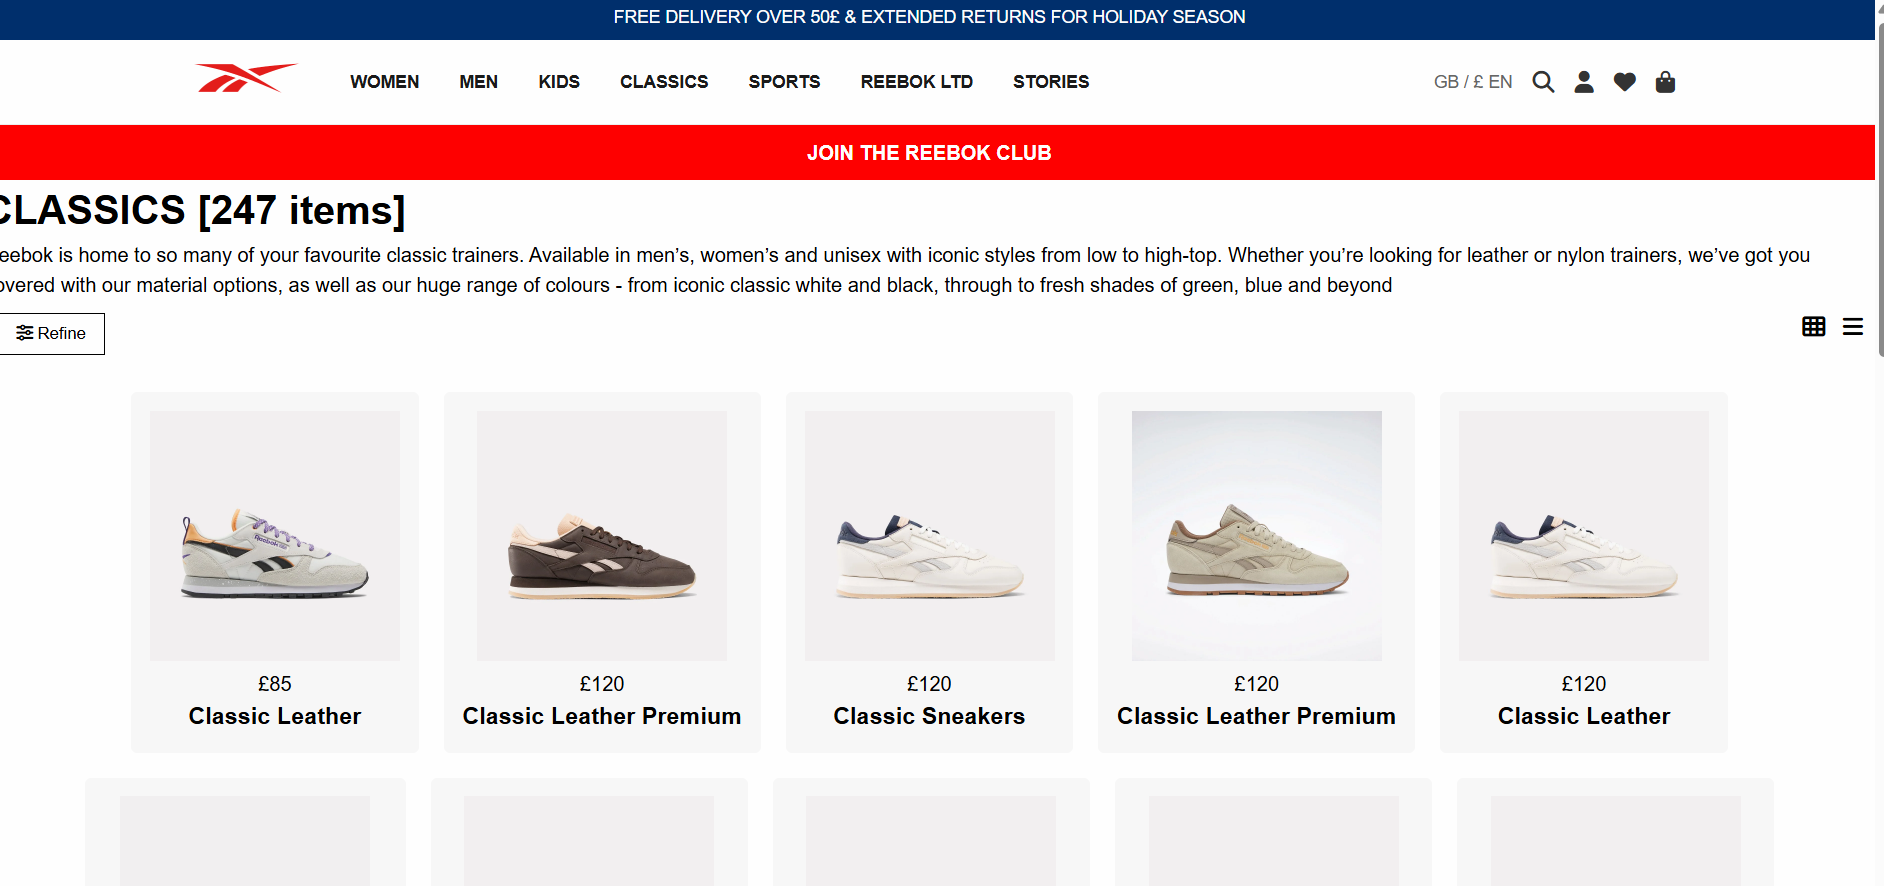 FREE DELIVERY OVER 50£ & EXTENDED RETURNS FOR HOLIDAY SEASON
WOMEN MEN KIDS CLASSICS SPORTS REEBOK LTD STORIES GB / £ EN
JOIN THE REEBOK CLUB
CLASSICS [247 items]
eebok is home to so many of your favourite classic trainers. Available in men’s, women’s and unisex with iconic styles from low to high-top. Whether you’re looking for leather or nylon trainers, we’ve got you
overed with our material options, as well as our huge range of colours - from iconic classic white and black, through to fresh shades of green, blue and beyond
Refine
Reebok
£85 £120 £120 £120 £120
Classic Leather Classic Leather Premium Classic Sneakers Classic Leather Premium Classic Leather